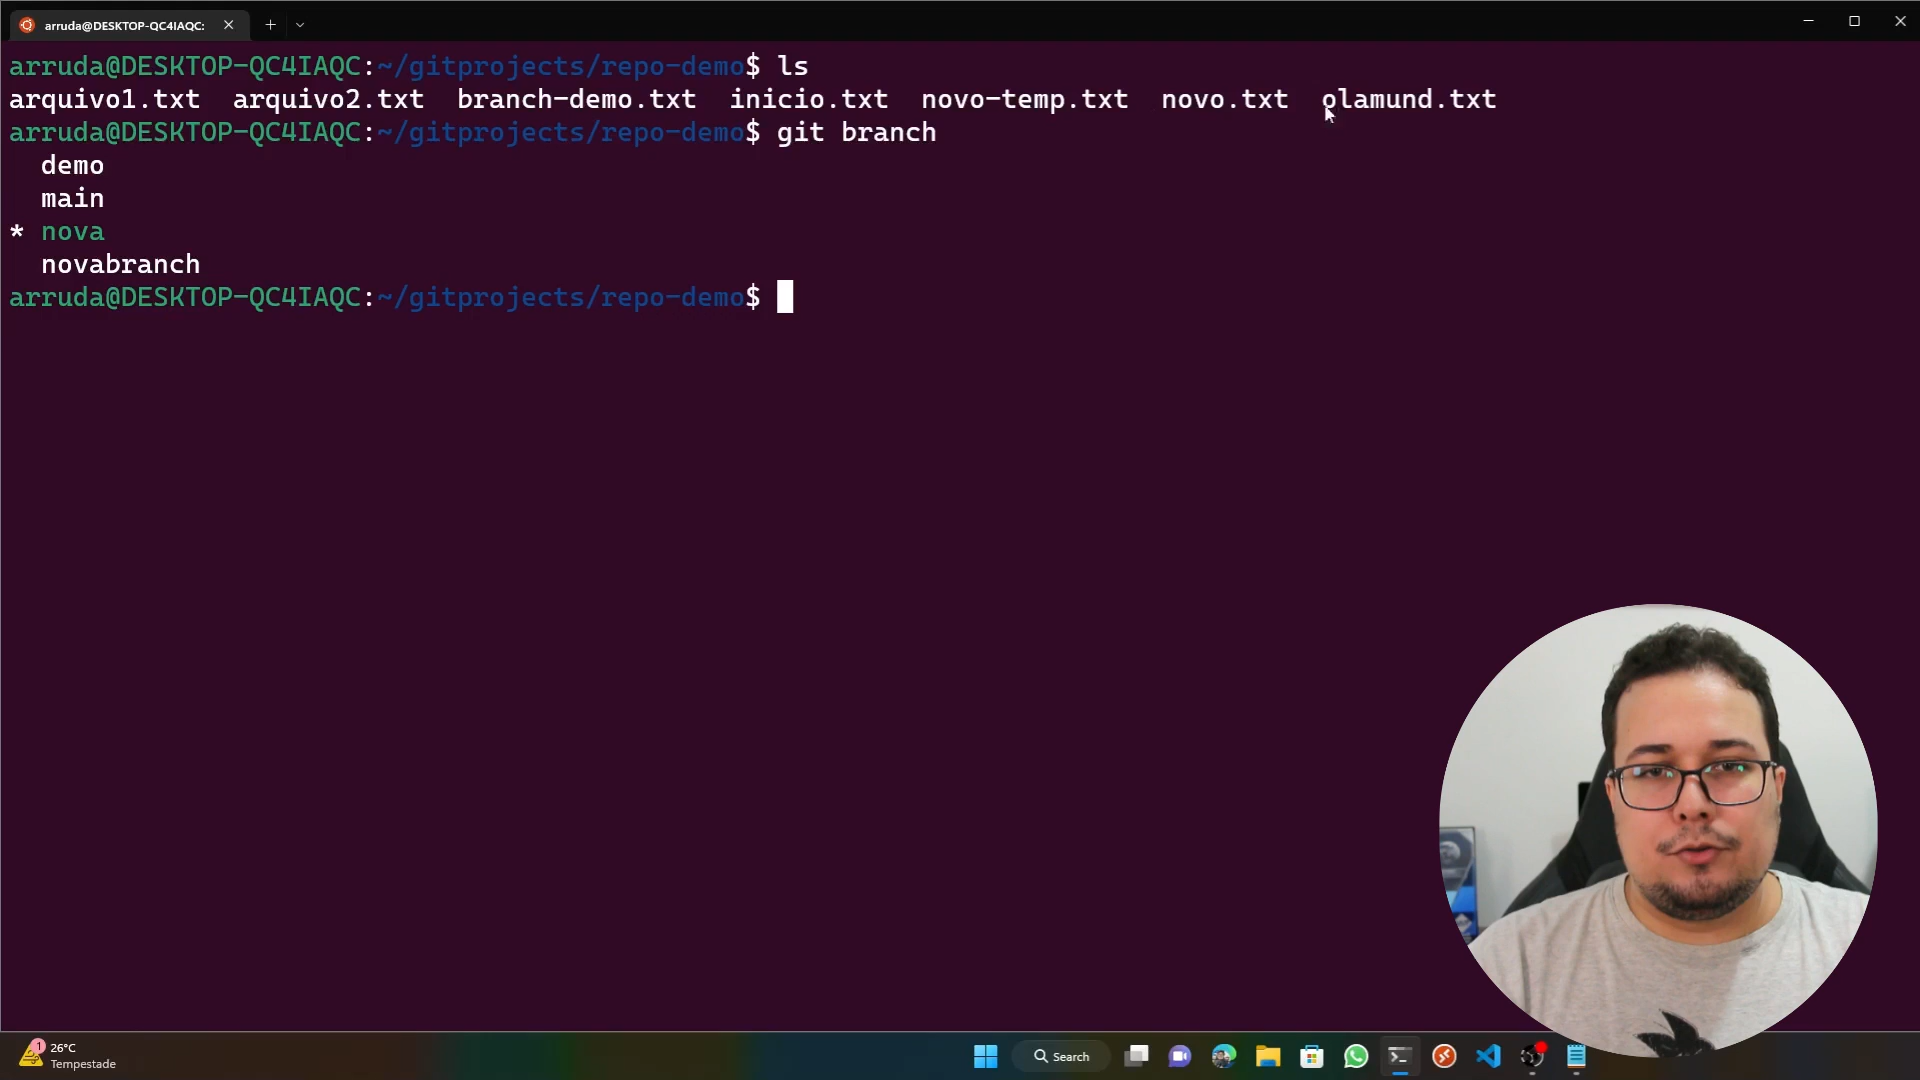 arruda@DESKTOP-QC4IAQC:
arruda@DESKTOP-QC4IAQC:~/gitprojects/repo-demo$ ls
arquivo1.txt  arquivo2.txt  branch-demo.txt  inicio.txt  novo-temp.txt  novo.txt  olamund.txt
arruda@DESKTOP-QC4IAQC:~/gitprojects/repo-demo$ git branch
demo
main
* nova
novabranch
arruda@DESKTOP-QC4IAQC:~/gitprojects/repo-demo$
1
26°C
Tempestade
Search